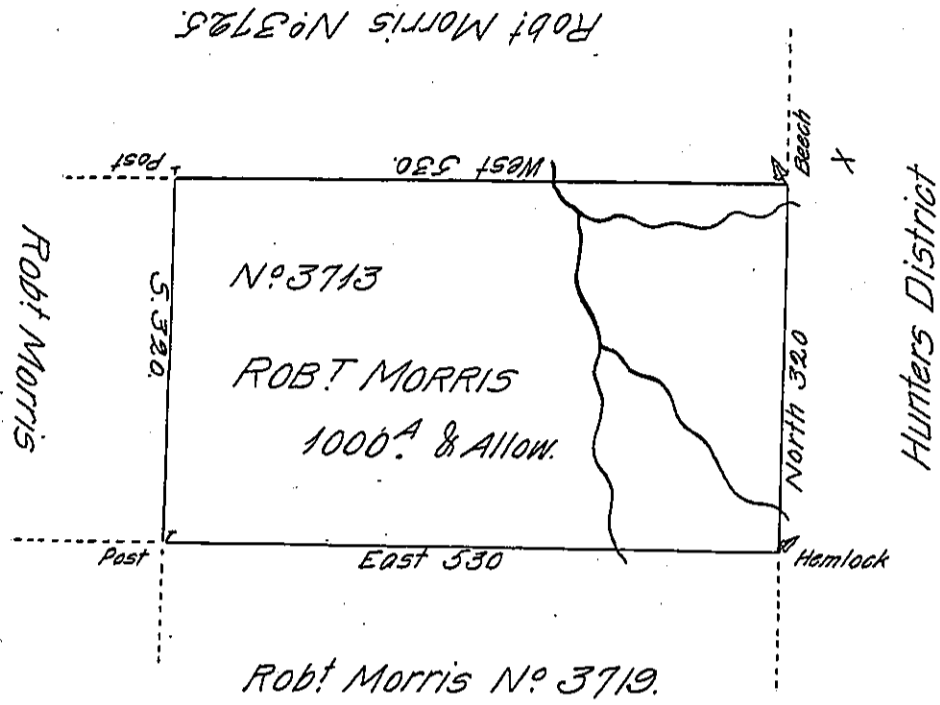 Robt Morris No 3725.
Post
West 530.
Beech
X
Hunters District
Robt Morris
S. 320.
No 3713
ROBT MORRIS
1000A. & Allow.
North 320
Post
East 530
Hemlock
Robt Morris No 3719.